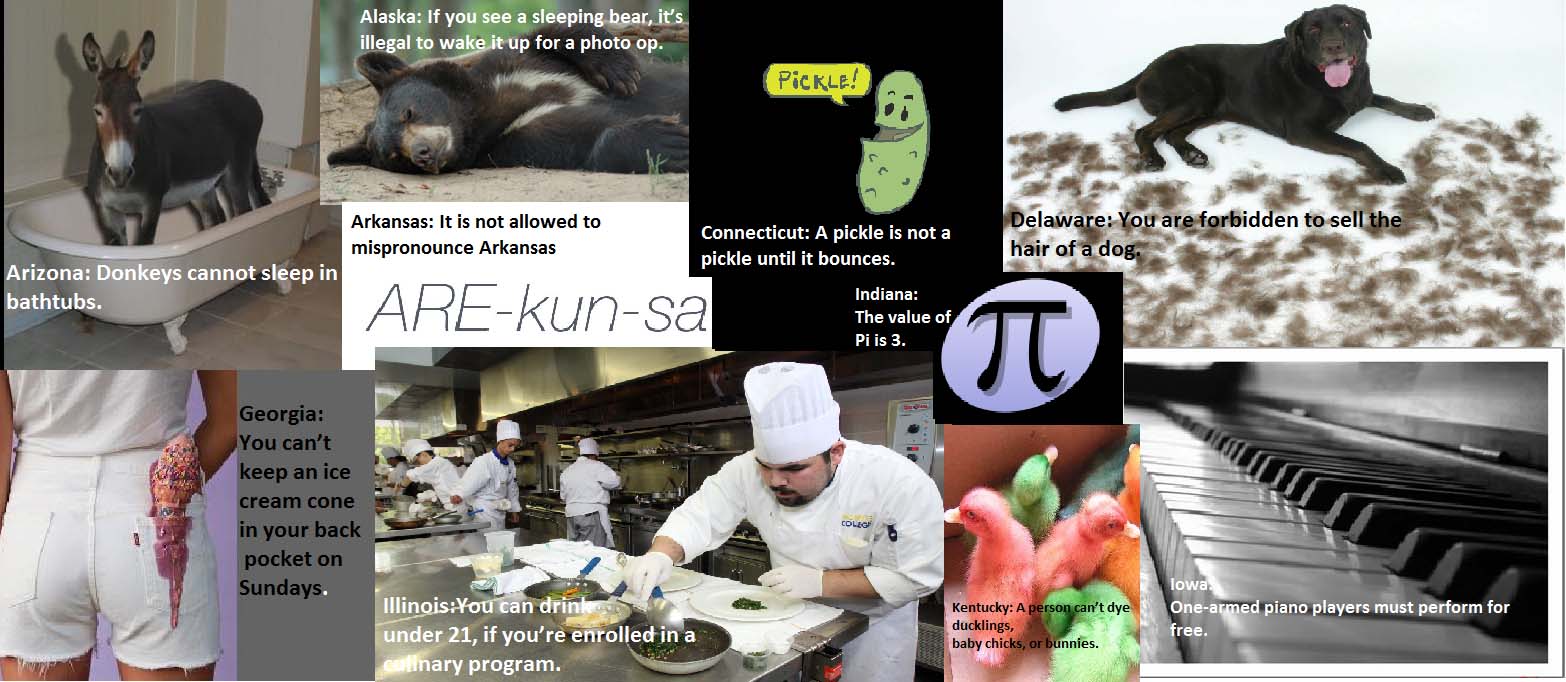 Alaska: If you see a sleeping bear, it's
illegal to wake it up for a photo op.
PiCKLE!
Arizona: Donkeys cannot sleep in
bathtubs.
Arkansas: It is not allowed to
mispronounce Arkansas
ARE-kun-sa
Connecticut: A pickle is not a
pickle until it bounces.
Delaware: You are forbidden to sell the
hair of a dog.
Indiana:
The value of
Pi is 3.
π
Georgia:
You can't
keep an ice
cream cone
in your back
pocket on
Sundays.
COLLEGE
Illinois:You can drink
under 21, if you're enrolled in a
culinary program.
Kentucky: A person can't dye
ducklings,
baby chicks, or bunnies.
Iowa:
One-armed piano players must perform for
free.